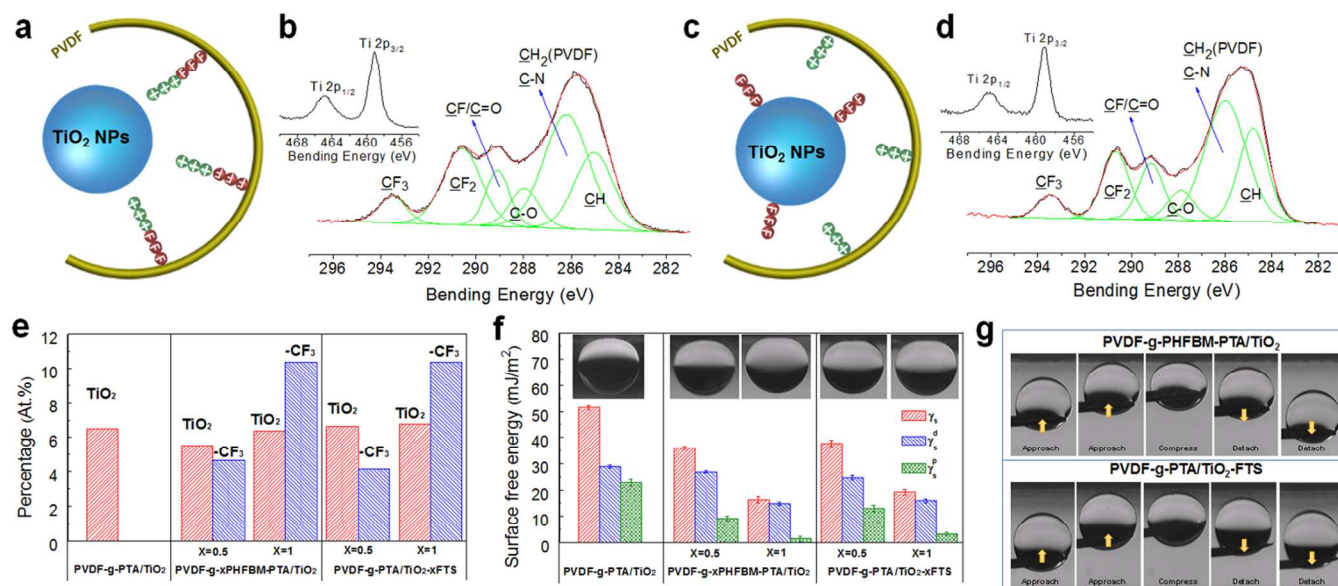 a
PVDF
TiO2 NPs
+++FFF
+++FFF
+++FFF
b
Ti 2p3/2
Ti 2p1/2
468 464 460 456
Bending Energy (eV)
CH2(PVDF)
C-N
CF/C=O
CF3
CF2
C-O
CH
296 294 292 290 288 286 284 282
Bending Energy (eV)
c
PVDF
+++
FFF
FFF
TiO2 NPs
+++
FFF
+++
d
Ti 2p3/2
Ti 2p1/2
468 464 460 456
Bending Energy (eV)
CH2(PVDF)
C-N
CF/C=O
CF3
CF2
C-O
CH
296 294 292 290 288 286 284 282
Bending Energy (eV)
e
Percentage (At.%)
12
10
8
6
4
2
0
TiO2
TiO2
-CF3
TiO2
-CF3
TiO2
-CF3
TiO2
-CF3
X=0.5 X=1 X=0.5 X=1
PVDF-g-PTA/TiO2 PVDF-g-xPHFBM-PTA/TiO2 PVDF-g-PTA/TiO2-xFTS
f
Surface free energy (mJ/m2)
80
70
60
50
40
30
20
10
0
γs
γsd
γsp
X=0.5 X=1 X=0.5 X=1
PVDF-g-PTA/TiO2 PVDF-g-xPHFBM-PTA/TiO2 PVDF-g-PTA/TiO2-xFTS
g
PVDF-g-PHFBM-PTA/TiO2
Approach Approach Compress Detach Detach
PVDF-g-PTA/TiO2-FTS
Approach Approach Compress Detach Detach